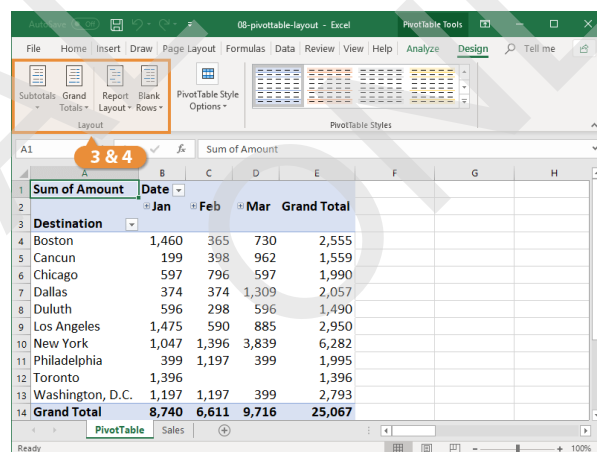 AutoSave Off 08-pivottable-layout - Excel PivotTable Tools
File Home Insert Draw Page Layout Formulas Data Review View Help Analyze Design Tell me
Subtotals Grand Totals Report Layout Blank Rows PivotTable Style Options
Layout PivotTable Styles
3 & 4
A1 fx Sum of Amount
A B C D E F G H
1 Sum of Amount Date
2 Jan Feb Mar Grand Total
3 Destination
4 Boston 1,460 365 730 2,555
5 Cancun 199 398 962 1,559
6 Chicago 597 796 597 1,990
7 Dallas 374 374 1,309 2,057
8 Duluth 596 298 596 1,490
9 Los Angeles 1,475 590 885 2,950
10 New York 1,047 1,396 3,839 6,282
11 Philadelphia 399 1,197 399 1,995
12 Toronto 1,396 1,396
13 Washington, D.C. 1,197 1,197 399 2,793
14 Grand Total 8,740 6,611 9,716 25,067
PivotTable Sales
Ready 100%